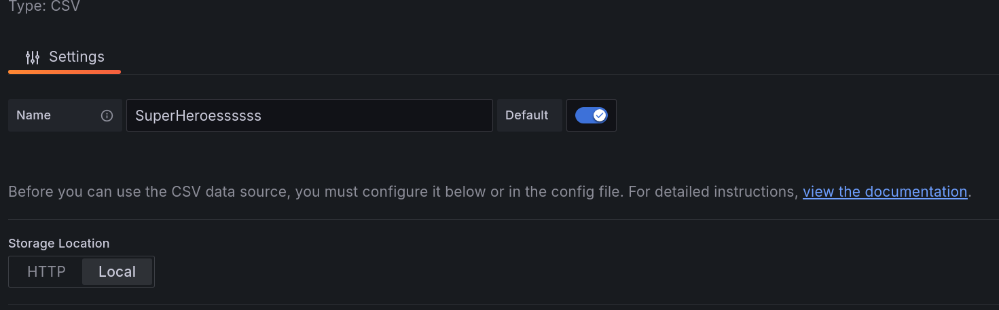 Type: CSV
Settings
Name
SuperHeroessssss
Default
Before you can use the CSV data source, you must configure it below or in the config file. For detailed instructions, view the documentation.
Storage Location
HTTP Local